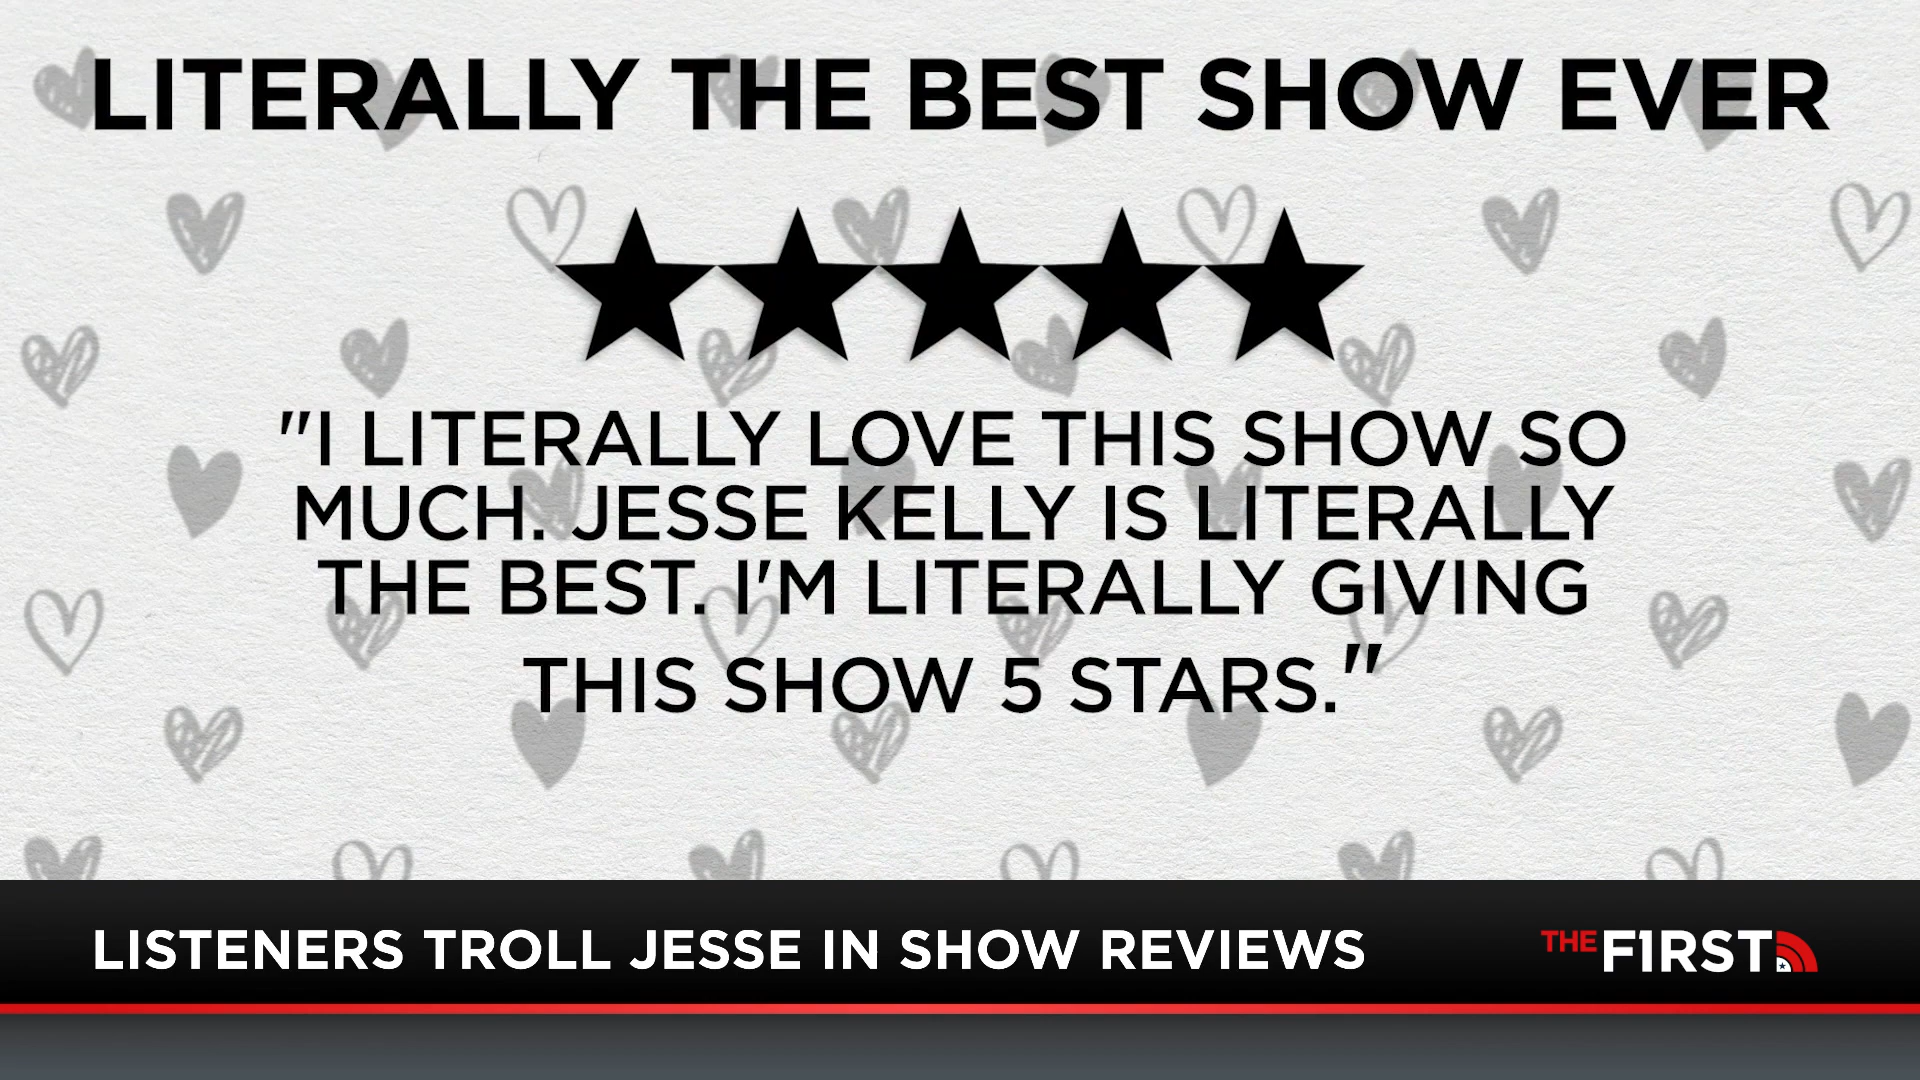 LITERALLY THE BEST SHOW EVER
"I LITERALLY LOVE THIS SHOW SO
MUCH. JESSE KELLY IS LITERALLY
THE BEST. I'M LITERALLY GIVING
THIS SHOW 5 STARS."
LISTENERS TROLL JESSE IN SHOW REVIEWS
THE F1RST